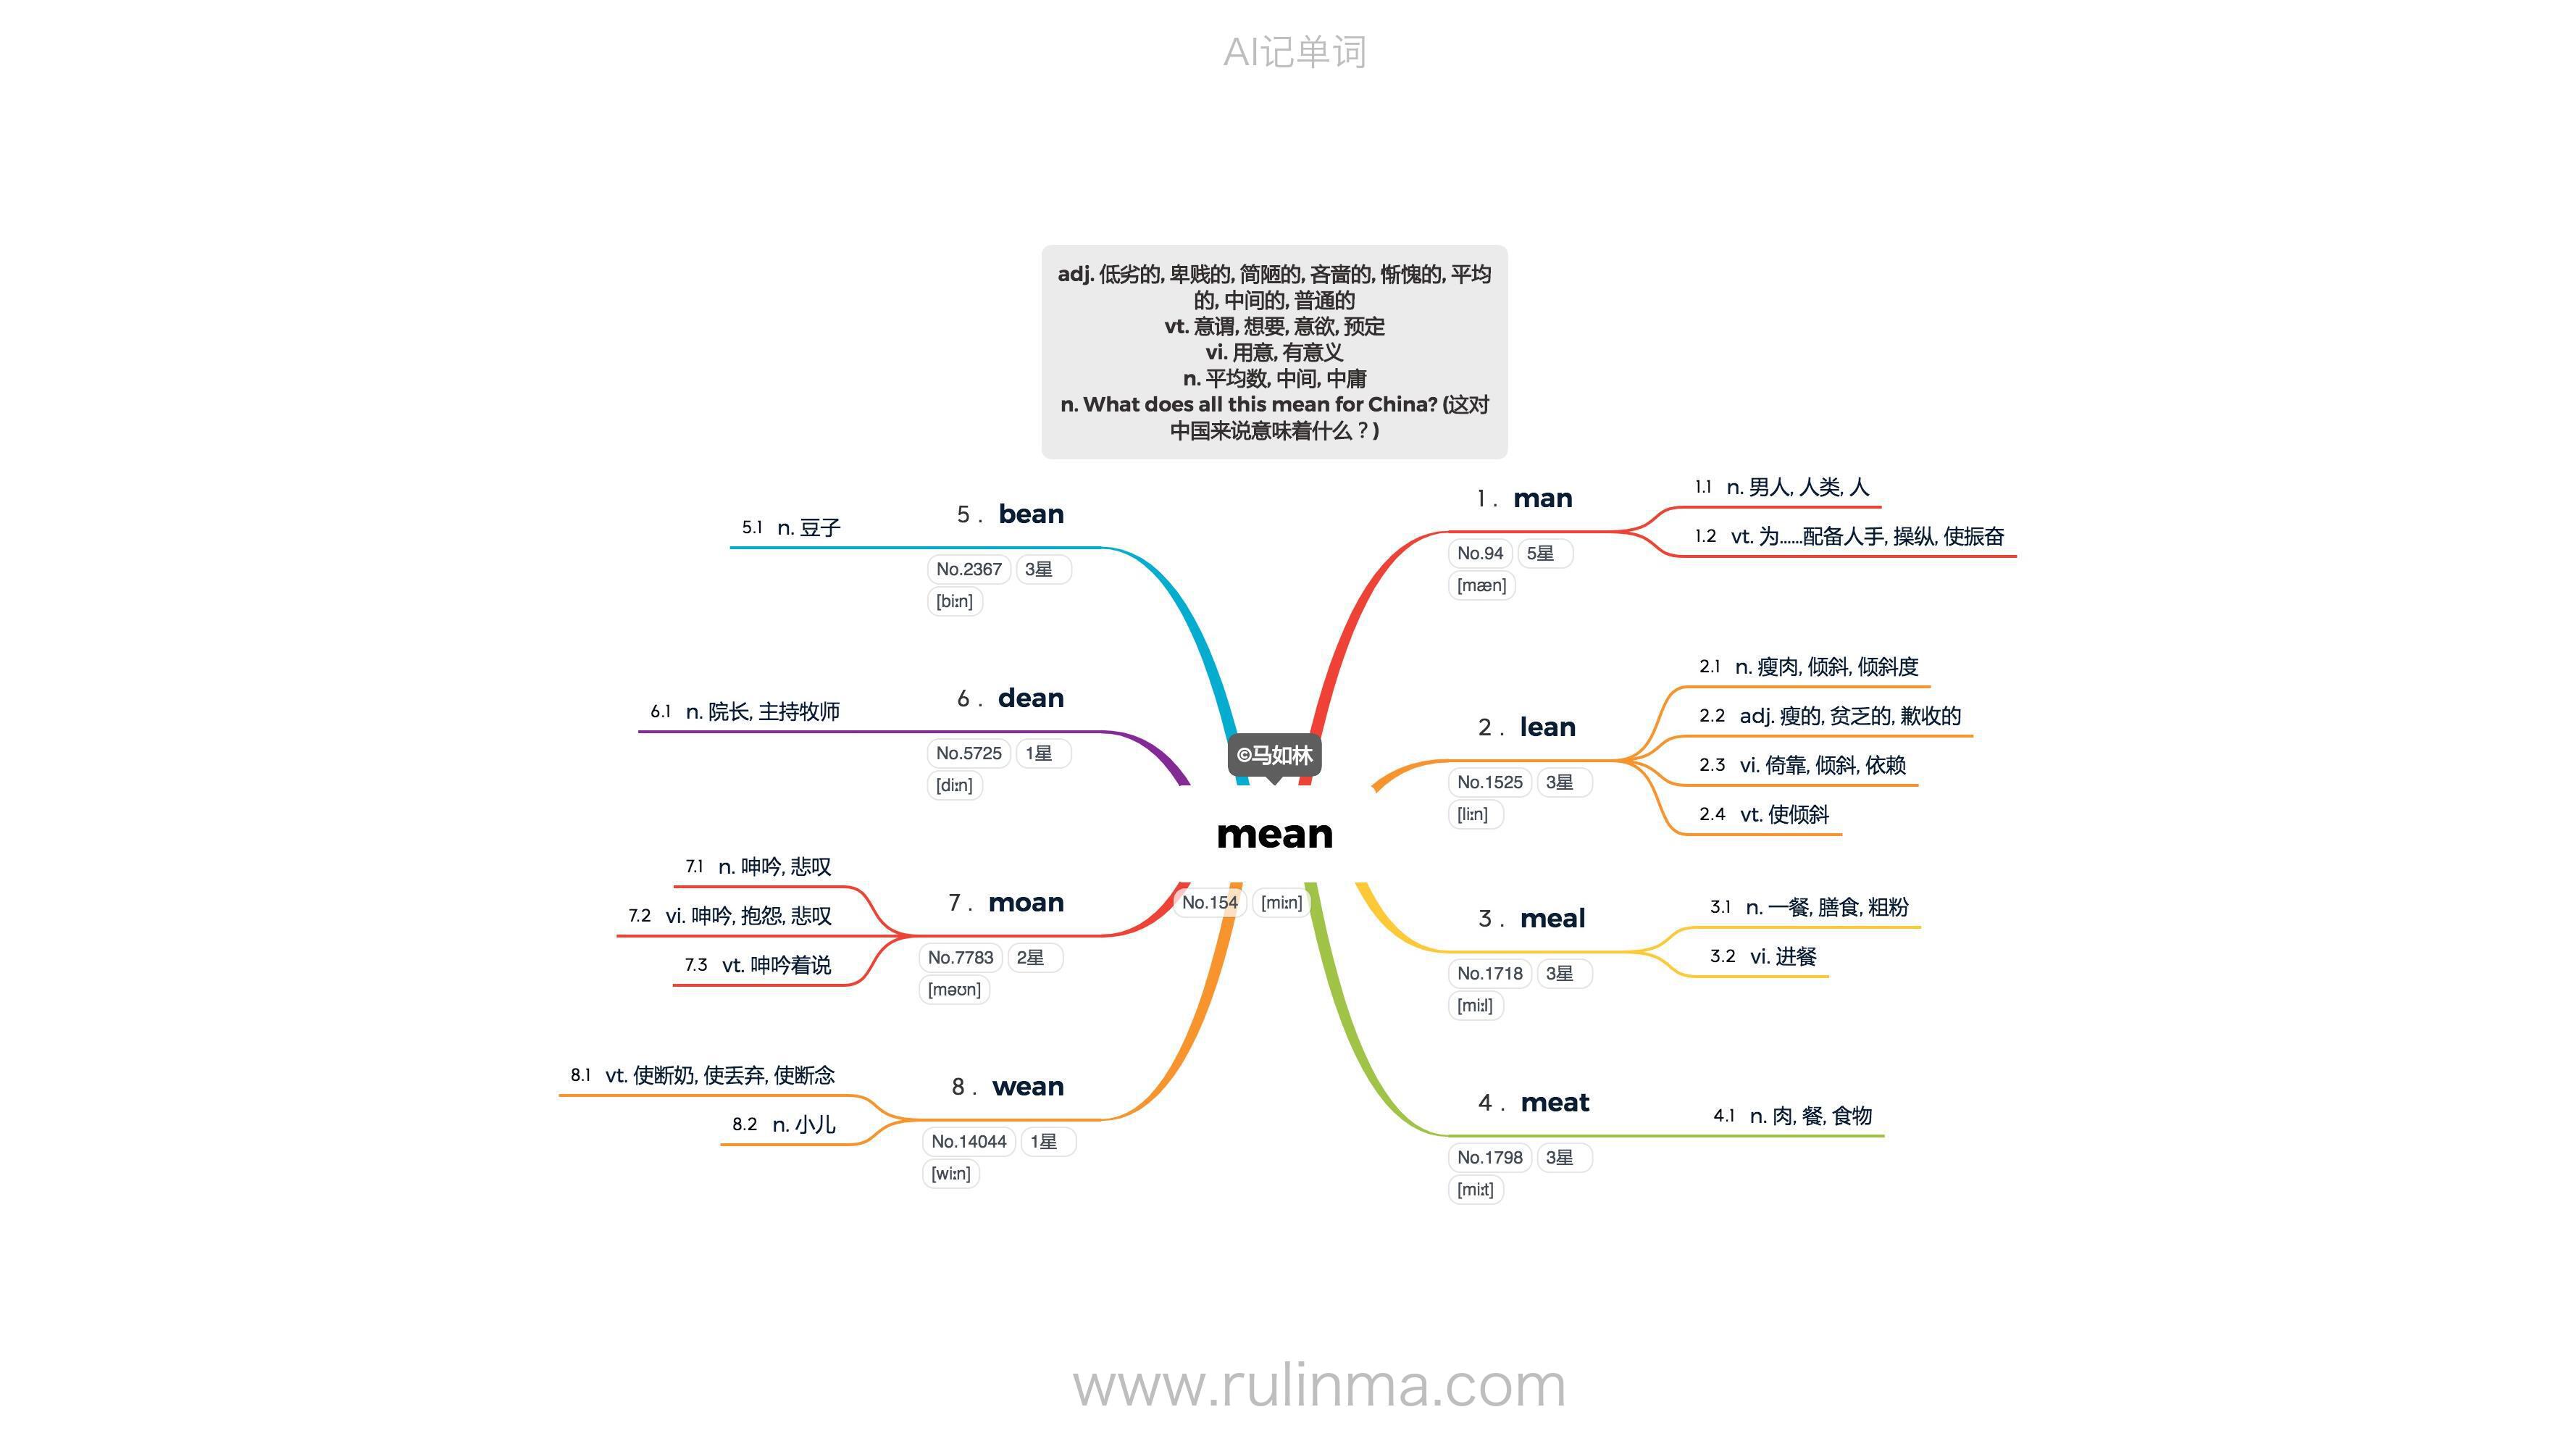 AI记单词
adj. 低劣的, 卑贱的, 简陋的, 吝啬的, 惭愧的, 平均
的, 中间的, 普通的
vt. 意谓, 想要, 意欲, 预定
vi. 用意, 有意义
n. 平均数, 中间, 中庸
n. What does all this mean for China? (这对
中国来说意味着什么？)
©马如林
mean
No.154 [miːn]
1 . man
No.94 5星
[mæn]
1.1 n. 男人, 人类, 人
1.2 vt. 为……配备人手, 操纵, 使振奋
2 . lean
No.1525 3星
[liːn]
2.1 n. 瘦肉, 倾斜, 倾斜度
2.2 adj. 瘦的, 贫乏的, 歉收的
2.3 vi. 倚靠, 倾斜, 依赖
2.4 vt. 使倾斜
3 . meal
No.1718 3星
[miːl]
3.1 n. 一餐, 膳食, 粗粉
3.2 vi. 进餐
4 . meat
No.1798 3星
[miːt]
4.1 n. 肉, 餐, 食物
5 . bean
No.2367 3星
[biːn]
5.1 n. 豆子
6 . dean
No.5725 1星
[diːn]
6.1 n. 院长, 主持牧师
7 . moan
No.7783 2星
[məʊn]
7.1 n. 呻吟, 悲叹
7.2 vi. 呻吟, 抱怨, 悲叹
7.3 vt. 呻吟着说
8 . wean
No.14044 1星
[wiːn]
8.1 vt. 使断奶, 使丢弃, 使断念
8.2 n. 小儿
www.rulinma.com